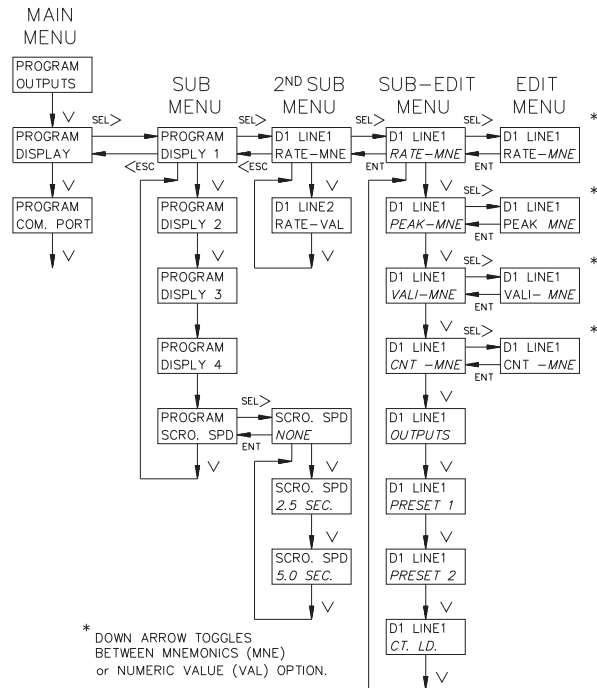 MAIN
MENU
PROGRAM
OUTPUTS
∨
SEL>
PROGRAM
DISPLAY
∨
PROGRAM
COM. PORT
∨
SUB
MENU
SEL>
PROGRAM
DISPLY 1
<ESC
∨
PROGRAM
DISPLY 2
∨
PROGRAM
DISPLY 3
∨
PROGRAM
DISPLY 4
∨
SEL>
PROGRAM
SCRO. SPD
ENT
∨
2ND SUB
MENU
SEL>
D1 LINE1
RATE-MNE
<ESC
∨
D1 LINE2
RATE-VAL
∨
SCRO. SPD
NONE
∨
SCRO. SPD
2.5 SEC.
∨
SCRO. SPD
5.0 SEC.
∨
SUB-EDIT
MENU
SEL>
D1 LINE1
RATE-MNE
ENT
∨
SEL>
D1 LINE1
PEAK-MNE
ENT
∨
SEL>
D1 LINE1
VALI-MNE
ENT
∨
SEL>
D1 LINE1
CNT -MNE
ENT
∨
D1 LINE1
OUTPUTS
∨
D1 LINE1
PRESET 1
∨
D1 LINE1
PRESET 2
∨
D1 LINE1
CT. LD.
∨
EDIT
MENU
*
D1 LINE1
RATE-MNE
*
D1 LINE1
PEAK MNE
*
D1 LINE1
VALI- MNE
*
D1 LINE1
CNT -MNE
* DOWN ARROW TOGGLES
BETWEEN MNEMONICS (MNE)
or NUMERIC VALUE (VAL) OPTION.